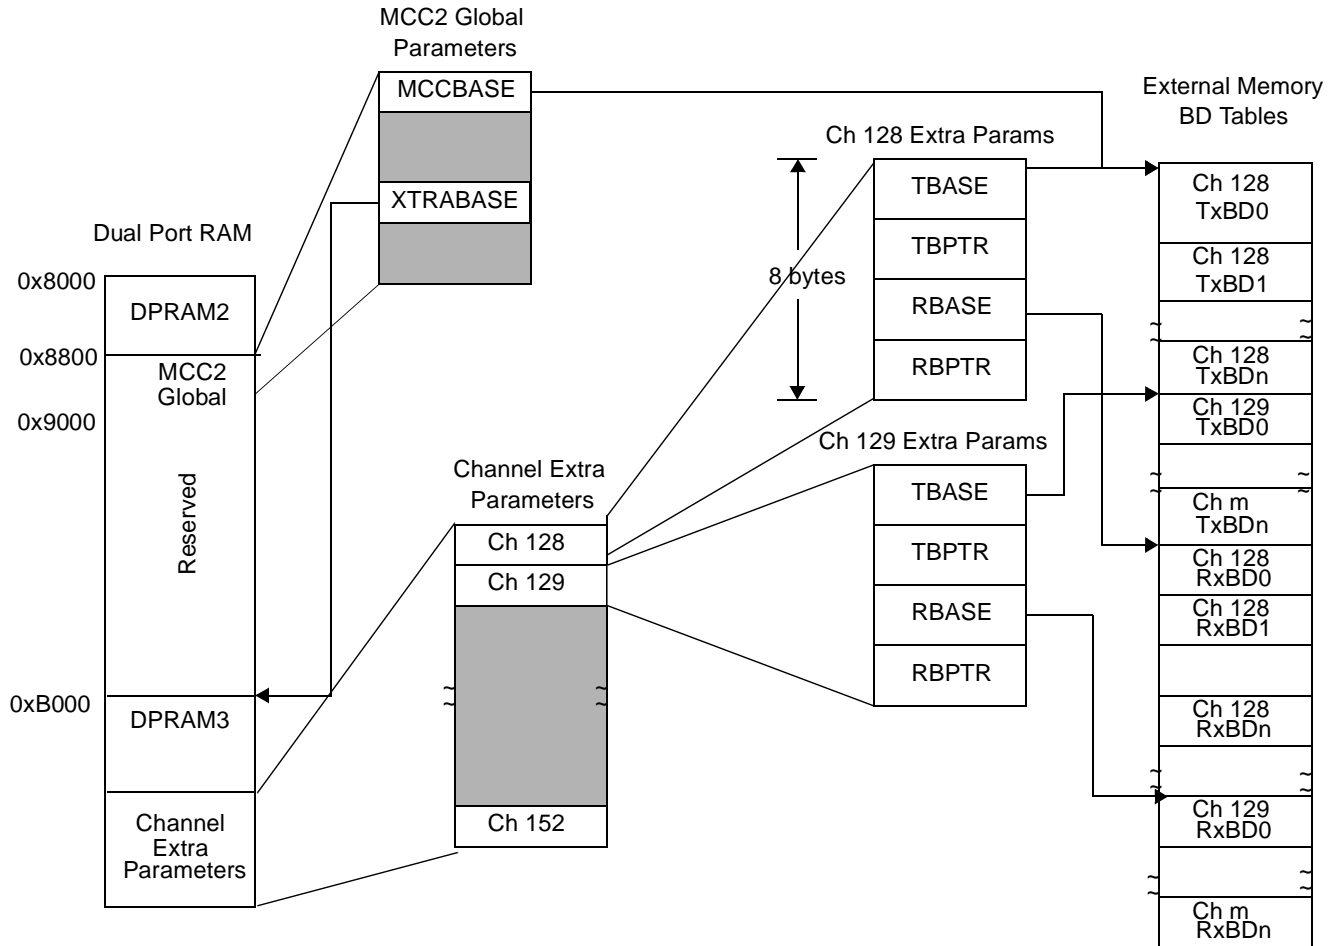 MCC2 Global
Parameters
MCCBASE
XTRABASE
External Memory
BD Tables
Dual Port RAM
0x8000
DPRAM2
0x8800
MCC2
Global
0x9000
Reserved
0xB000
DPRAM3
Channel
Extra
Parameters
Channel Extra
Parameters
Ch 128
Ch 129
Ch 152
Ch 128 Extra Params
8 bytes
TBASE
TBPTR
RBASE
RBPTR
Ch 129 Extra Params
TBASE
TBPTR
RBASE
RBPTR
Ch 128
TxBD0
Ch 128
TxBD1
~ ~
~ ~
Ch 128
TxBDn
Ch 129
TxBD0
~ ~
~ ~
Ch m
TxBDn
Ch 128
RxBD0
Ch 128
RxBD1
Ch 128
RxBDn
~ ~
~ ~
Ch 129
RxBD0
~ ~
~ ~
Ch m
RxBDn